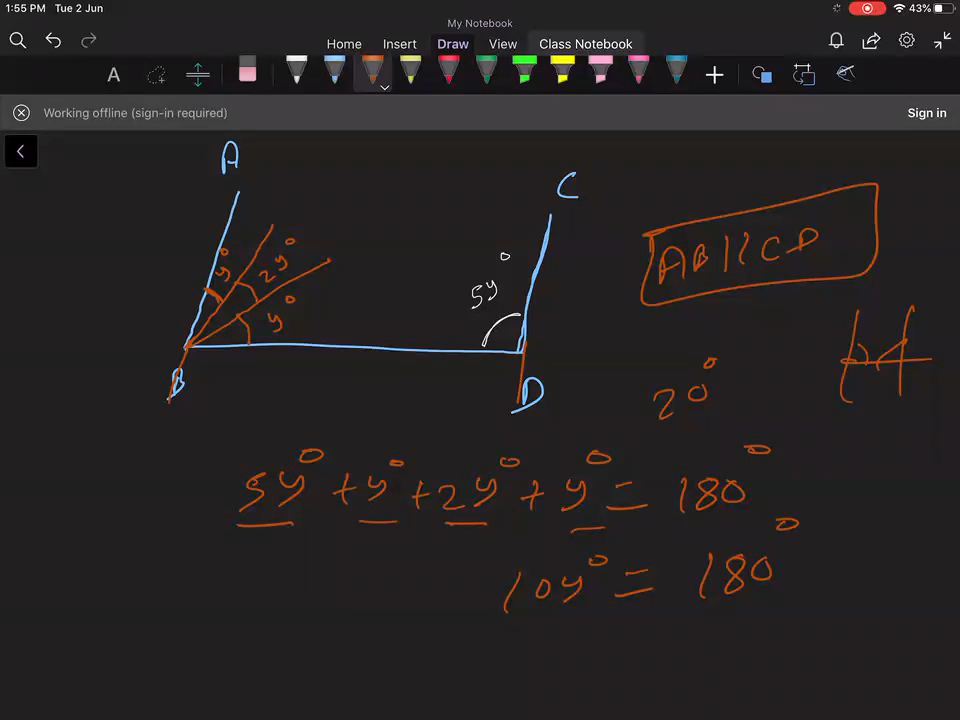 1:55 PM Tue 2 Jun
43%
My Notebook
Home Insert Draw View Class Notebook
A
Working offline (sign-in required)
Sign in
A
C
y° 2y° y°
5y°
AB||CD
B
D
20°
5y° + y° + 2y° + y° = 180°
10y° = 180°